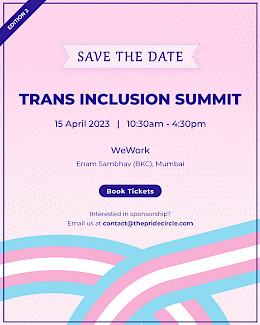 EDITION 2
SAVE THE DATE
TRANS INCLUSION SUMMIT
15 April 2023 | 10:30am - 4:30pm
WeWork
Enam Sambhav (BKC), Mumbai
Book Tickets
Interested in sponsorship?
Email us at contact@thepridecircle.com